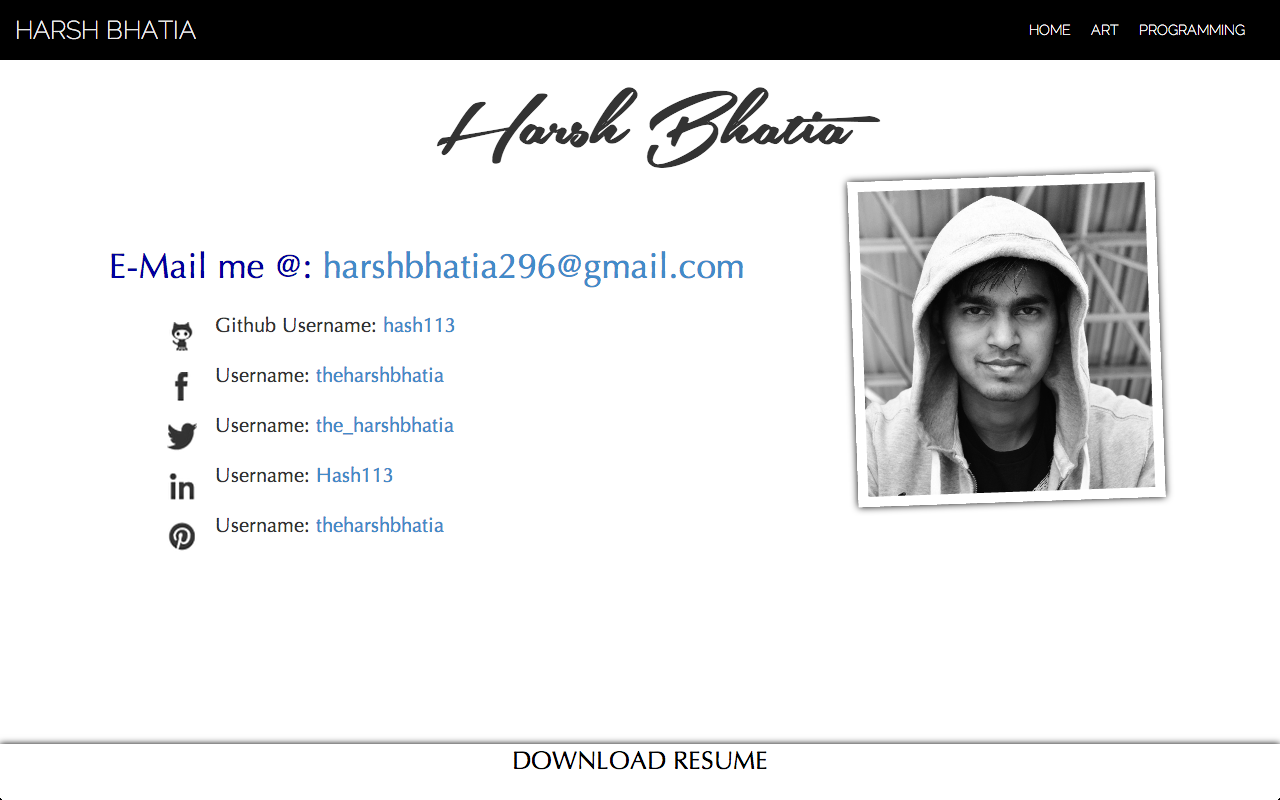 HARSH BHATIA
HOME ART PROGRAMMING
Harsh Bhatia
E-Mail me @: harshbhatia296@gmail.com
Github Username: hash113
Username: theharshbhatia
Username: the_harshbhatia
Username: Hash113
Username: theharshbhatia
DOWNLOAD RESUME